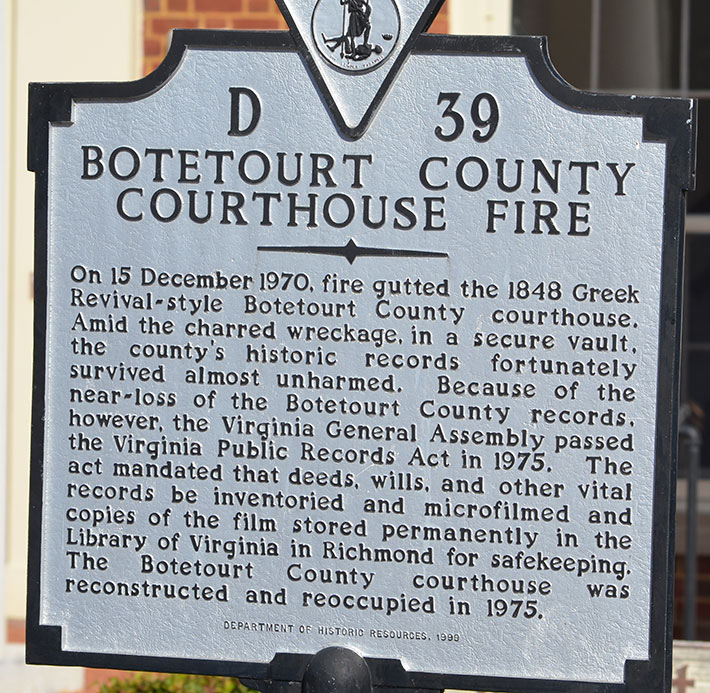 D 39
BOTETOURT COUNTY
COURTHOUSE FIRE
On 15 December 1970, fire gutted the 1848 Greek
Revival-style Botetourt County courthouse.
Amid the charred wreckage, in a secure vault,
the county's historic records fortunately
survived almost unharmed. Because of the
near-loss of the Botetourt County records,
however, the Virginia General Assembly passed
the Virginia Public Records Act in 1975. The
act mandated that deeds, wills, and other vital
records be inventoried and microfilmed and
copies of the film stored permanently in the
Library of Virginia in Richmond for safekeeping.
The Botetourt County courthouse was
reconstructed and reoccupied in 1975.
DEPARTMENT OF HISTORIC RESOURCES, 1999